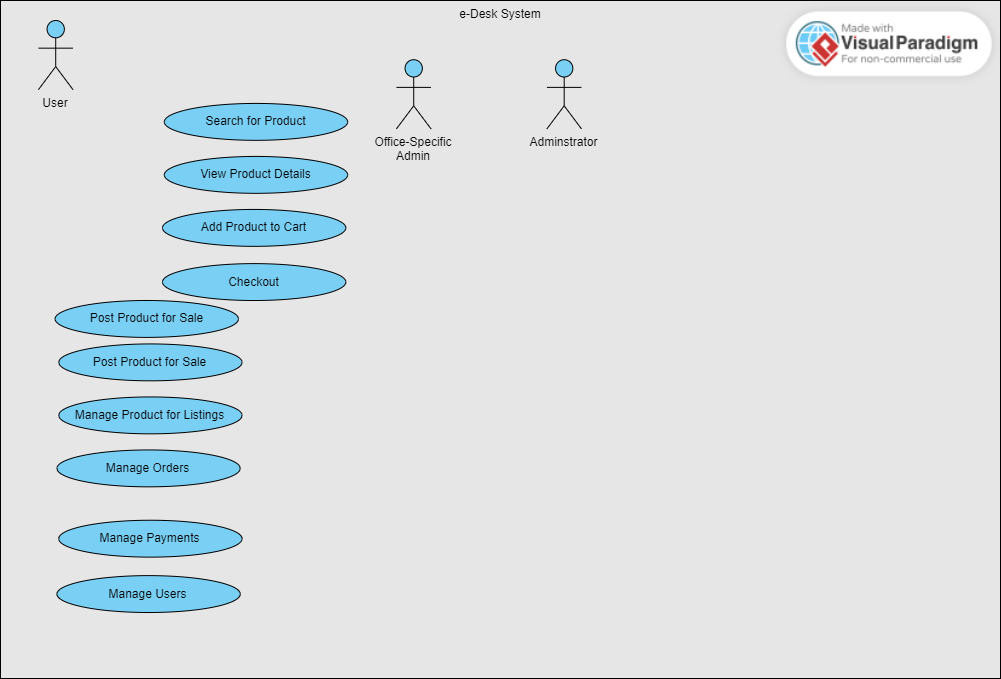 e-Desk System
Made with
Visual Paradigm
For non-commercial use
User
Office-Specific
Admin
Adminstrator
Search for Product
View Product Details
Add Product to Cart
Checkout
Post Product for Sale
Post Product for Sale
Manage Product for Listings
Manage Orders
Manage Payments
Manage Users